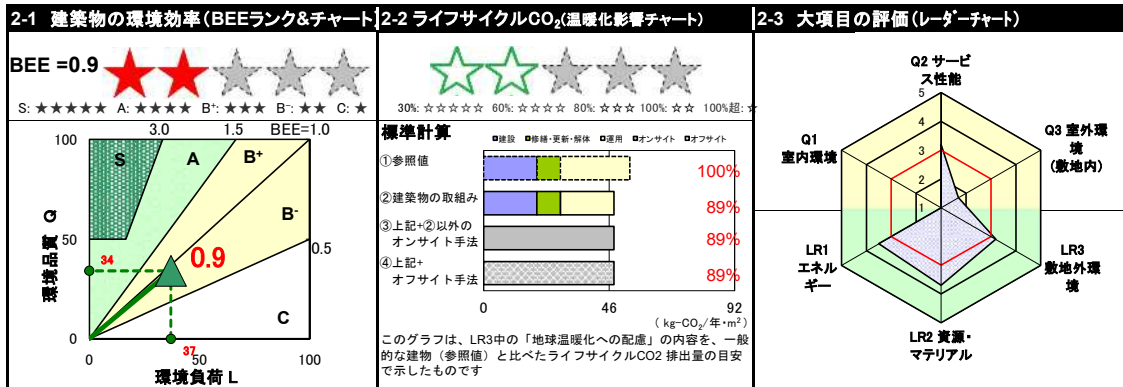 2-1 建築物の環境効率(BEEランク&チャート)
BEE =0.9
S: ★★★★★ A: ★★★★ B⁺: ★★★ B⁻: ★★ C: ★
3.0 1.5 BEE=1.0
100
S
A
B⁺
B⁻
50
0.5
0.9
34
C
0
37
0 50 100
環境品質 Q
環境負荷 L
2-2 ライフサイクルCO₂(温暖化影響チャート)
30%: ☆☆☆☆☆ 60%: ☆☆☆☆ 80%: ☆☆☆ 100%: ☆☆ 100%超: ☆
標準計算
■建設 ■修繕・更新・解体 ■運用 ■オンサイト ■オフサイト
①参照値 100%
②建築物の取組み 89%
③上記+②以外の
オンサイト手法 89%
④上記+
オフサイト手法 89%
0 46 92
( kg-CO₂/年・m²)
このグラフは、LR3中の「地球温暖化への配慮」の内容を、一般
的な建物(参照値)と比べたライフサイクルCO2 排出量の目安
で示したものです
2-3 大項目の評価(レーダーチャート)
Q2 サービ
ス性能
5
4
3
2
1
Q1
室内環境
Q3 室外環
境
(敷地内)
LR1
エネル
ギー
LR3
敷地外環
境
LR2 資源・
マテリアル